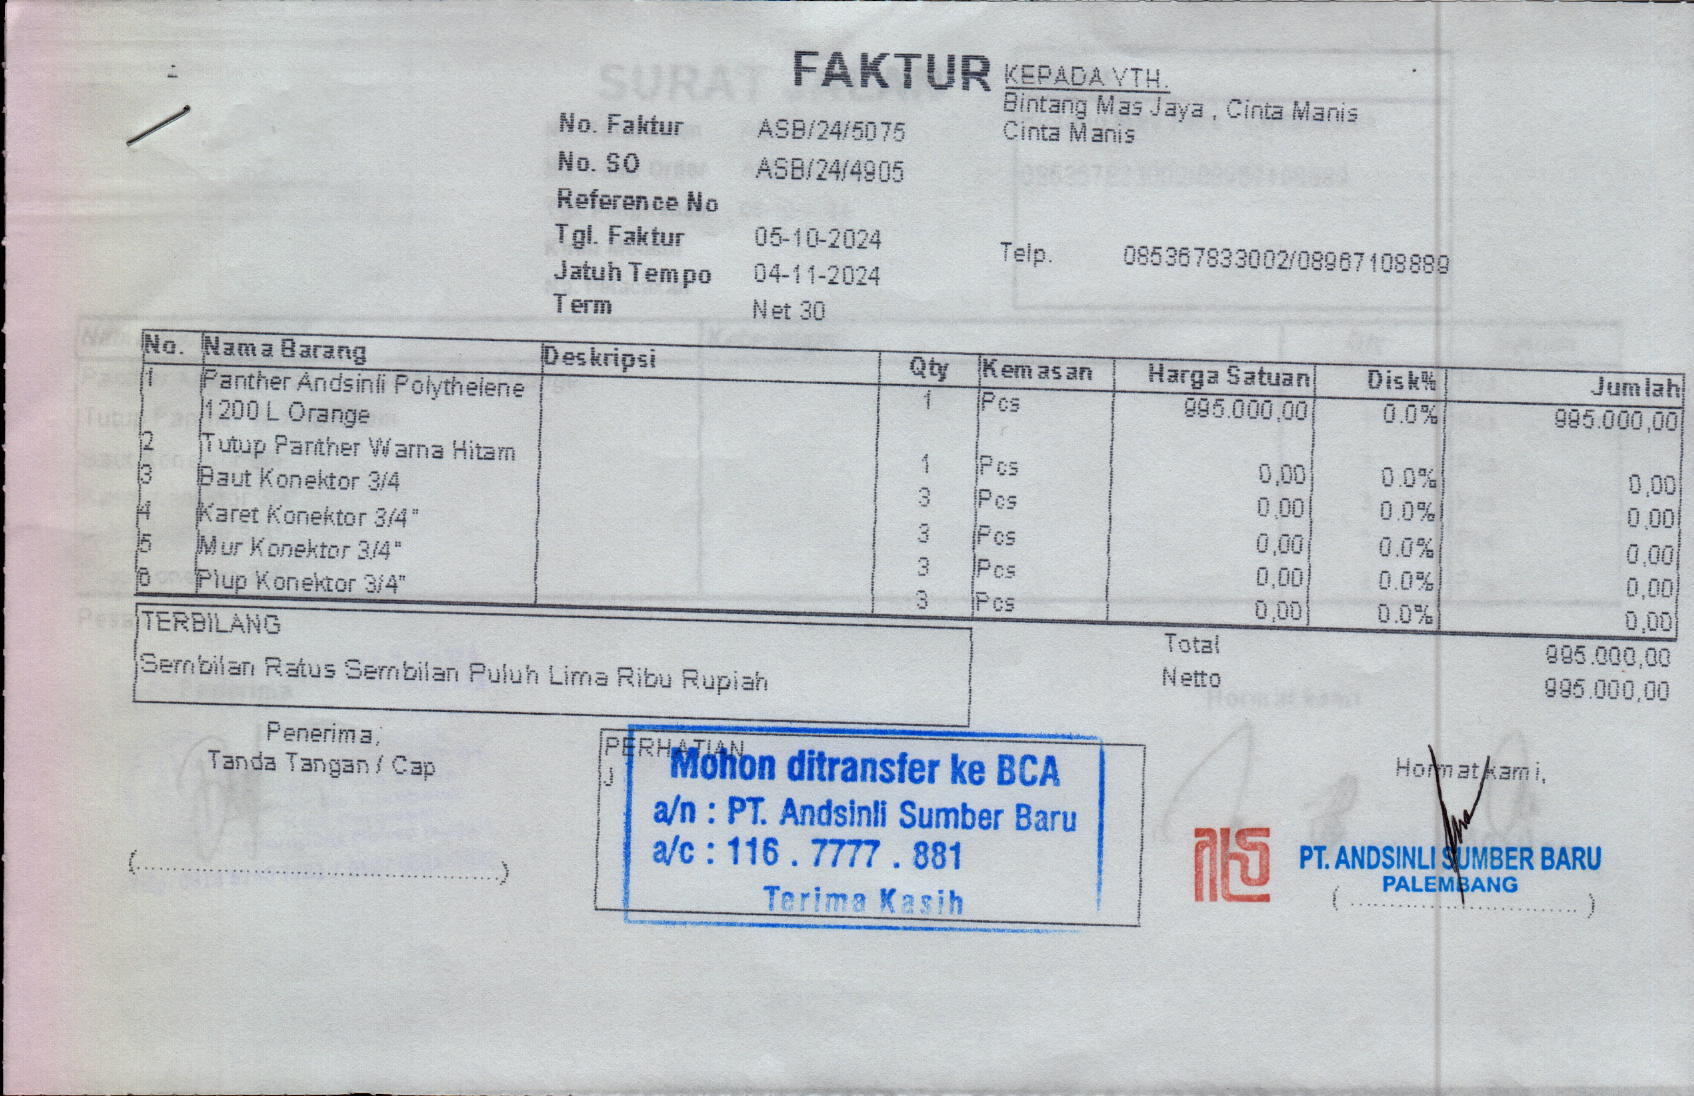 FAKTUR
KEPADA YTH.
Bintang Mas Jaya , Cinta Manis
Cinta Manis
No. Faktur ASB/24/5075
No. SO ASB/24/4905
Reference No
Tgl. Faktur 05-10-2024
Jatuh Tempo 04-11-2024
Term Net 30
Telp. 085367833002/08967108889
No. Nama Barang Deskripsi Qty Kemasan Harga Satuan Disk% Jumlah
1 Panther Andsinli Polytheiene 1 Pcs 995.000,00 0.0% 995.000,00
1200 L Orange
2 Tutup Panther Warna Hitam 1 Pcs 0,00 0.0% 0,00
3 Baut Konektor 3/4 3 Pcs 0,00 0.0% 0,00
4 Karet Konektor 3/4" 3 Pcs 0,00 0.0% 0,00
5 Mur Konektor 3/4" 3 Pcs 0,00 0.0% 0,00
6 Plup Konektor 3/4" 3 Pcs 0,00 0.0% 0,00
TERBILANG
Sembilan Ratus Sembilan Puluh Lima Ribu Rupiah
Total 995.000,00
Netto 995.000,00
Penerima,
Tanda Tangan / Cap
PERHATIAN
Mohon ditransfer ke BCA
a/n : PT. Andsinli Sumber Baru
a/c : 116 . 7777 . 881
Terima Kasih
Hormat kami,
PT. ANDSINLI SUMBER BARU
PALEMBANG